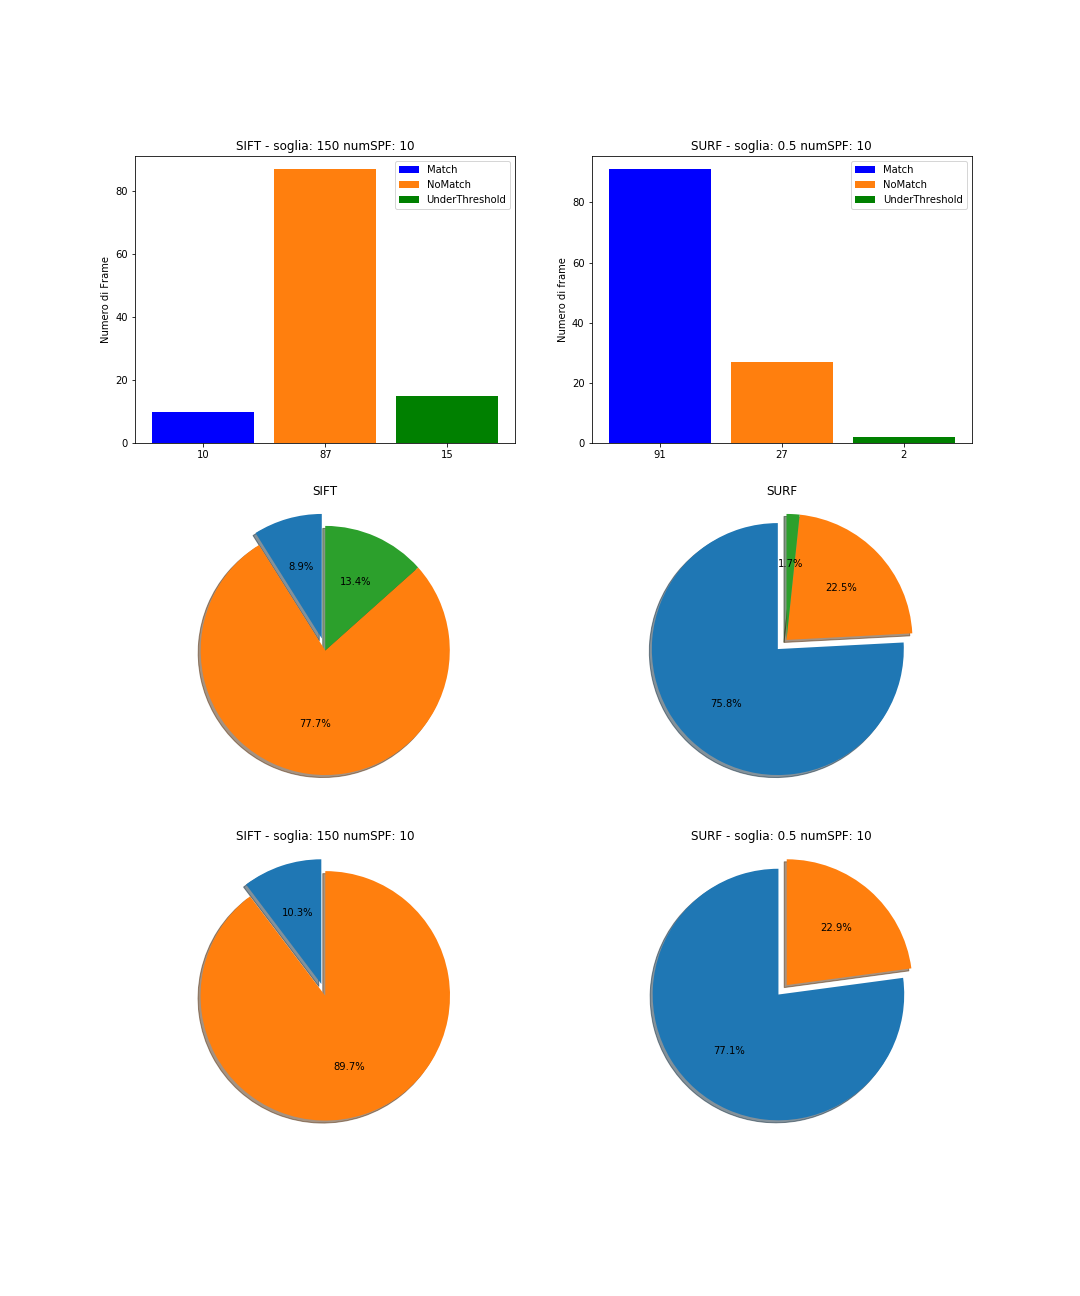 SIFT - soglia: 150 numSPF: 10
Numero di Frame
80
60
40
20
0
Match
NoMatch
UnderThreshold
10 87 15
SURF - soglia: 0.5 numSPF: 10
Numero di frame
80
60
40
20
0
Match
NoMatch
UnderThreshold
91 27 2
SIFT
8.9%
13.4%
77.7%
SURF
1.7%
22.5%
75.8%
SIFT - soglia: 150 numSPF: 10
10.3%
89.7%
SURF - soglia: 0.5 numSPF: 10
22.9%
77.1%